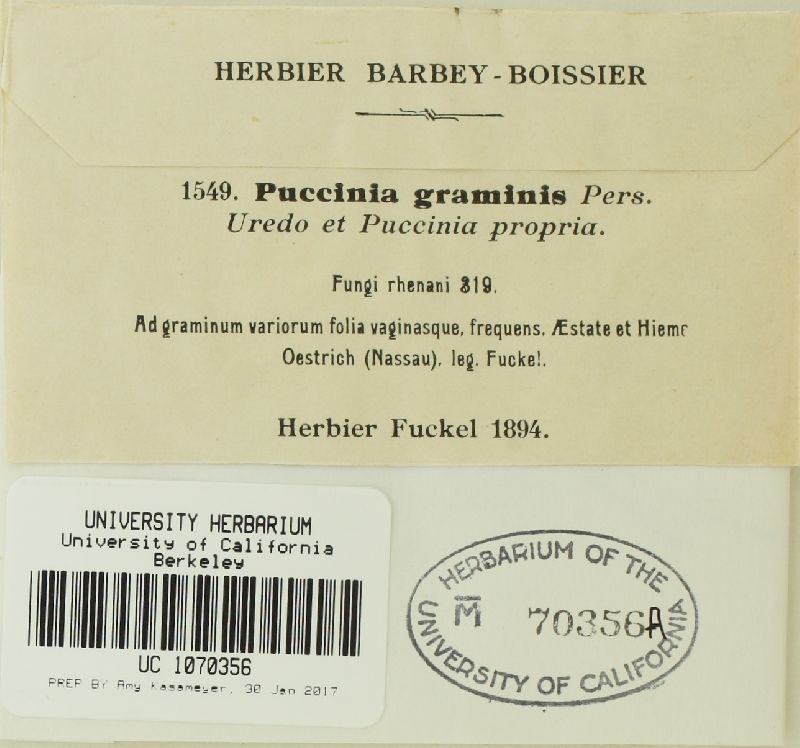 HERBIER BARBEY-BOISSIER
1549. Puccinia graminis Pers.
Uredo et Puccinia propria.
Fungi rhenani 319.
Ad graminum variorum folia vaginasque, frequens. Æstate et Hieme
Oestrich (Nassau), leg. Fuckel.
Herbier Fuckel 1894.
UNIVERSITY HERBARIUM
University of California
Berkeley
UC 1070356
PREP BY Amy Kasameyer, 30 Jan 2017
HERBARIUM OF THE
M̅ 70356A
UNIVERSITY OF CALIFORNIA